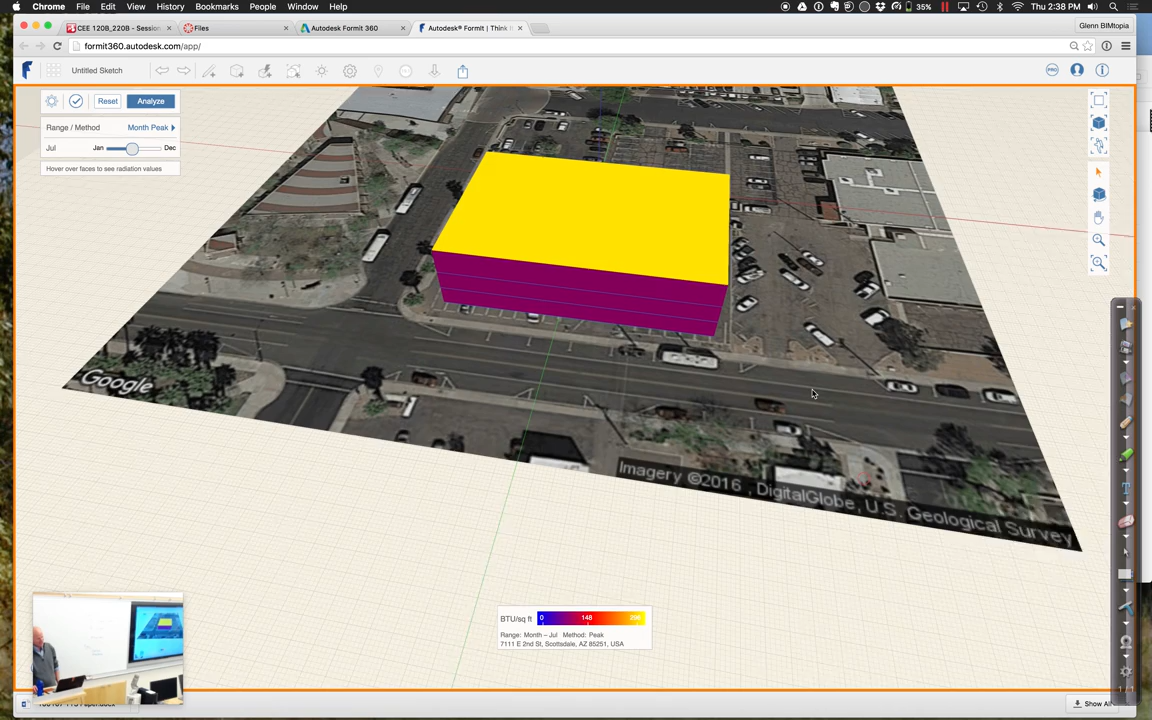 Chrome File Edit View History Bookmarks People Window Help
35% Thu 2:38 PM
CEE 120B_220B - Session
Files
Autodesk Formit 360
Autodesk® FormIt | Think I
Glenn BIMtopia
formit360.autodesk.com/app/
Untitled Sketch
PRO
Reset Analyze
Range / Method Month Peak
Jul Jan Dec
Hover over faces to see radiation values
Google
Imagery ©2016 , DigitalGlobe, U.S. Geological Survey
BTU/sq ft 0 148 296
Range: Month – Jul Method: Peak
7111 E 2nd St, Scottsdale, AZ 85251, USA
Show All